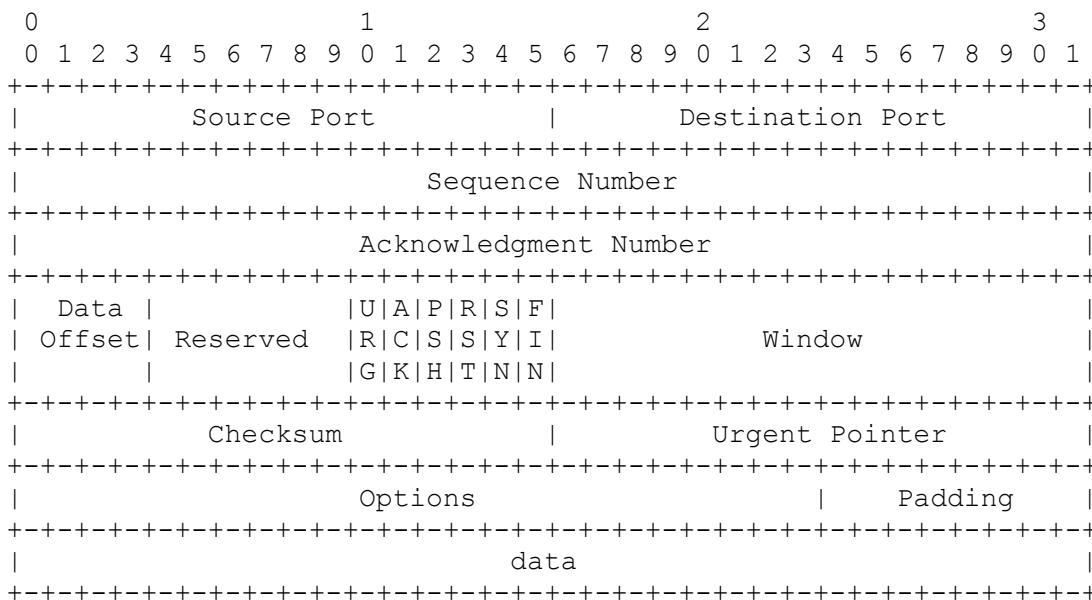 0                   1                   2                   3
0 1 2 3 4 5 6 7 8 9 0 1 2 3 4 5 6 7 8 9 0 1 2 3 4 5 6 7 8 9 0 1
+-+-+-+-+-+-+-+-+-+-+-+-+-+-+-+-+-+-+-+-+-+-+-+-+-+-+-+-+-+-+-+-+
|          Source Port          |       Destination Port        |
+-+-+-+-+-+-+-+-+-+-+-+-+-+-+-+-+-+-+-+-+-+-+-+-+-+-+-+-+-+-+-+-+
|                        Sequence Number                        |
+-+-+-+-+-+-+-+-+-+-+-+-+-+-+-+-+-+-+-+-+-+-+-+-+-+-+-+-+-+-+-+-+
|                    Acknowledgment Number                      |
+-+-+-+-+-+-+-+-+-+-+-+-+-+-+-+-+-+-+-+-+-+-+-+-+-+-+-+-+-+-+-+-+
|  Data |           |U|A|P|R|S|F|                               |
| Offset| Reserved  |R|C|S|S|Y|I|            Window             |
|       |           |G|K|H|T|N|N|                               |
+-+-+-+-+-+-+-+-+-+-+-+-+-+-+-+-+-+-+-+-+-+-+-+-+-+-+-+-+-+-+-+-+
|           Checksum            |         Urgent Pointer        |
+-+-+-+-+-+-+-+-+-+-+-+-+-+-+-+-+-+-+-+-+-+-+-+-+-+-+-+-+-+-+-+-+
|                    Options                    |    Padding    |
+-+-+-+-+-+-+-+-+-+-+-+-+-+-+-+-+-+-+-+-+-+-+-+-+-+-+-+-+-+-+-+-+
|                             data                              |
+-+-+-+-+-+-+-+-+-+-+-+-+-+-+-+-+-+-+-+-+-+-+-+-+-+-+-+-+-+-+-+-+